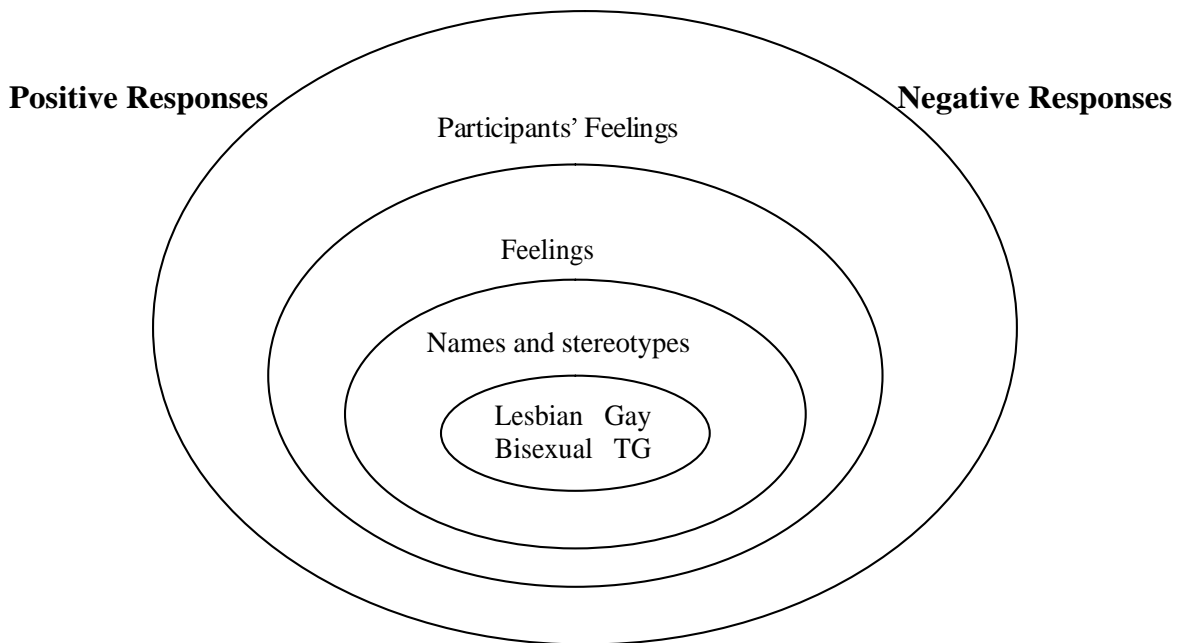 Positive Responses
Negative Responses
Participants’ Feelings
Feelings
Names and stereotypes
Lesbian Gay
Bisexual TG